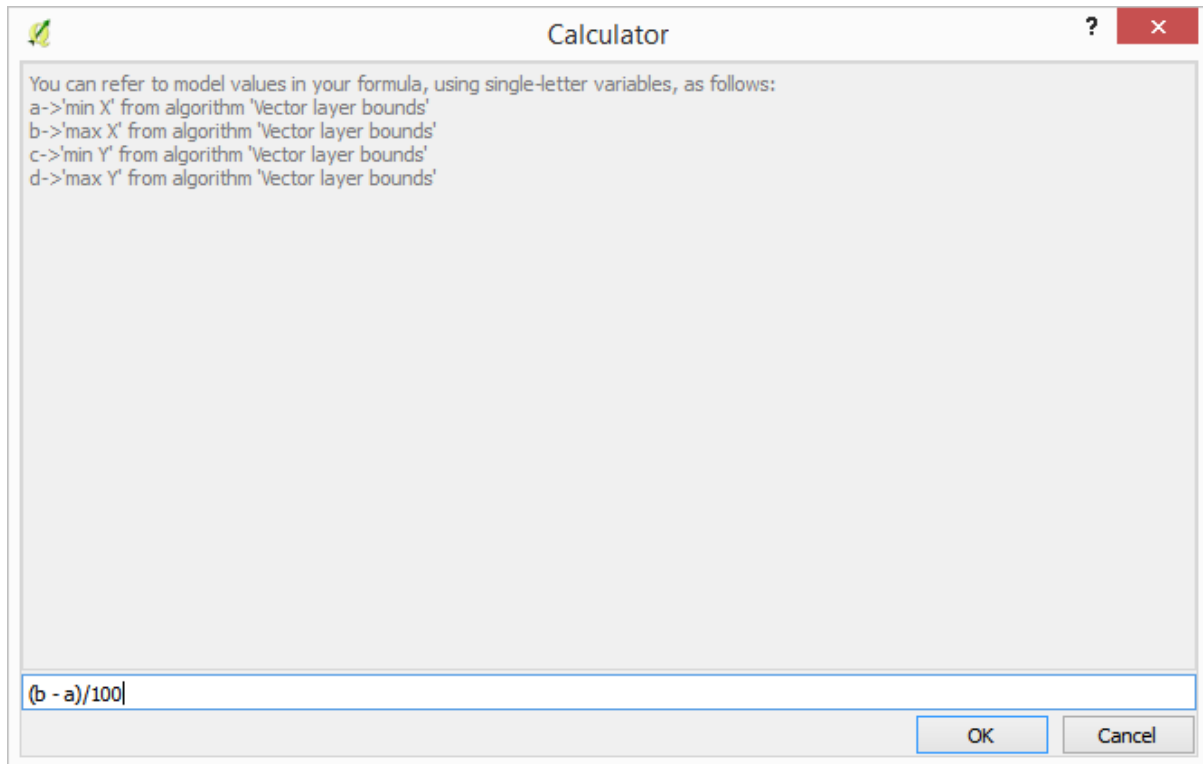 Calculator
?
You can refer to model values in your formula, using single-letter variables, as follows:
a->'min X' from algorithm 'Vector layer bounds'
b->'max X' from algorithm 'Vector layer bounds'
c->'min Y' from algorithm 'Vector layer bounds'
d->'max Y' from algorithm 'Vector layer bounds'
(b - a)/100
OK Cancel